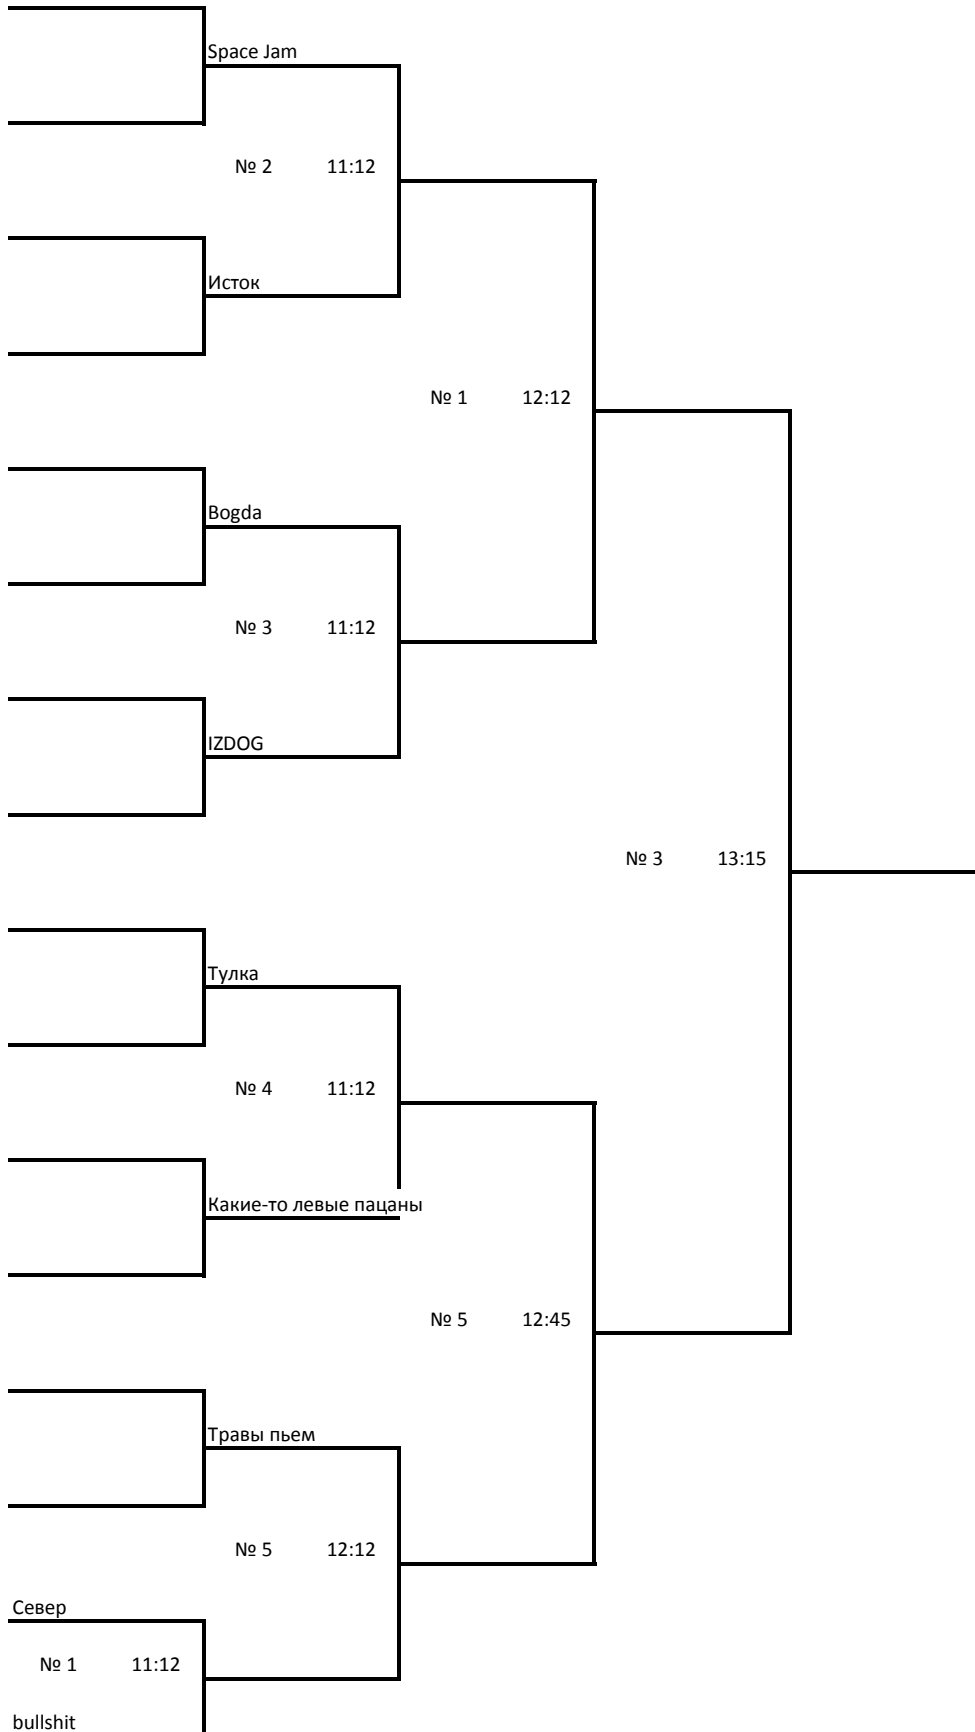 Space Jam
№ 2 11:12
Исток
№ 1 12:12
Bogda
№ 3 11:12
IZDOG
№ 3 13:15
Тулка
№ 4 11:12
Какие-то левые пацаны
№ 5 12:45
Травы пьем
№ 5 12:12
Север
№ 1 11:12
bullshit